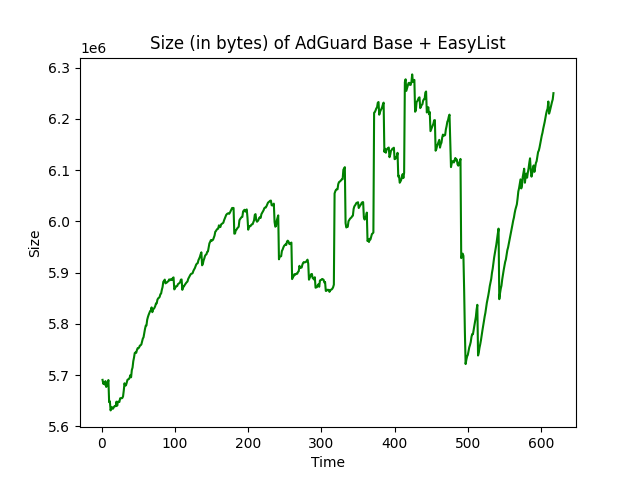 Size (in bytes) of AdGuard Base + EasyList
1e6
6.3
6.2
6.1
6.0
5.9
5.8
5.7
5.6
Size
0 100 200 300 400 500 600
Time